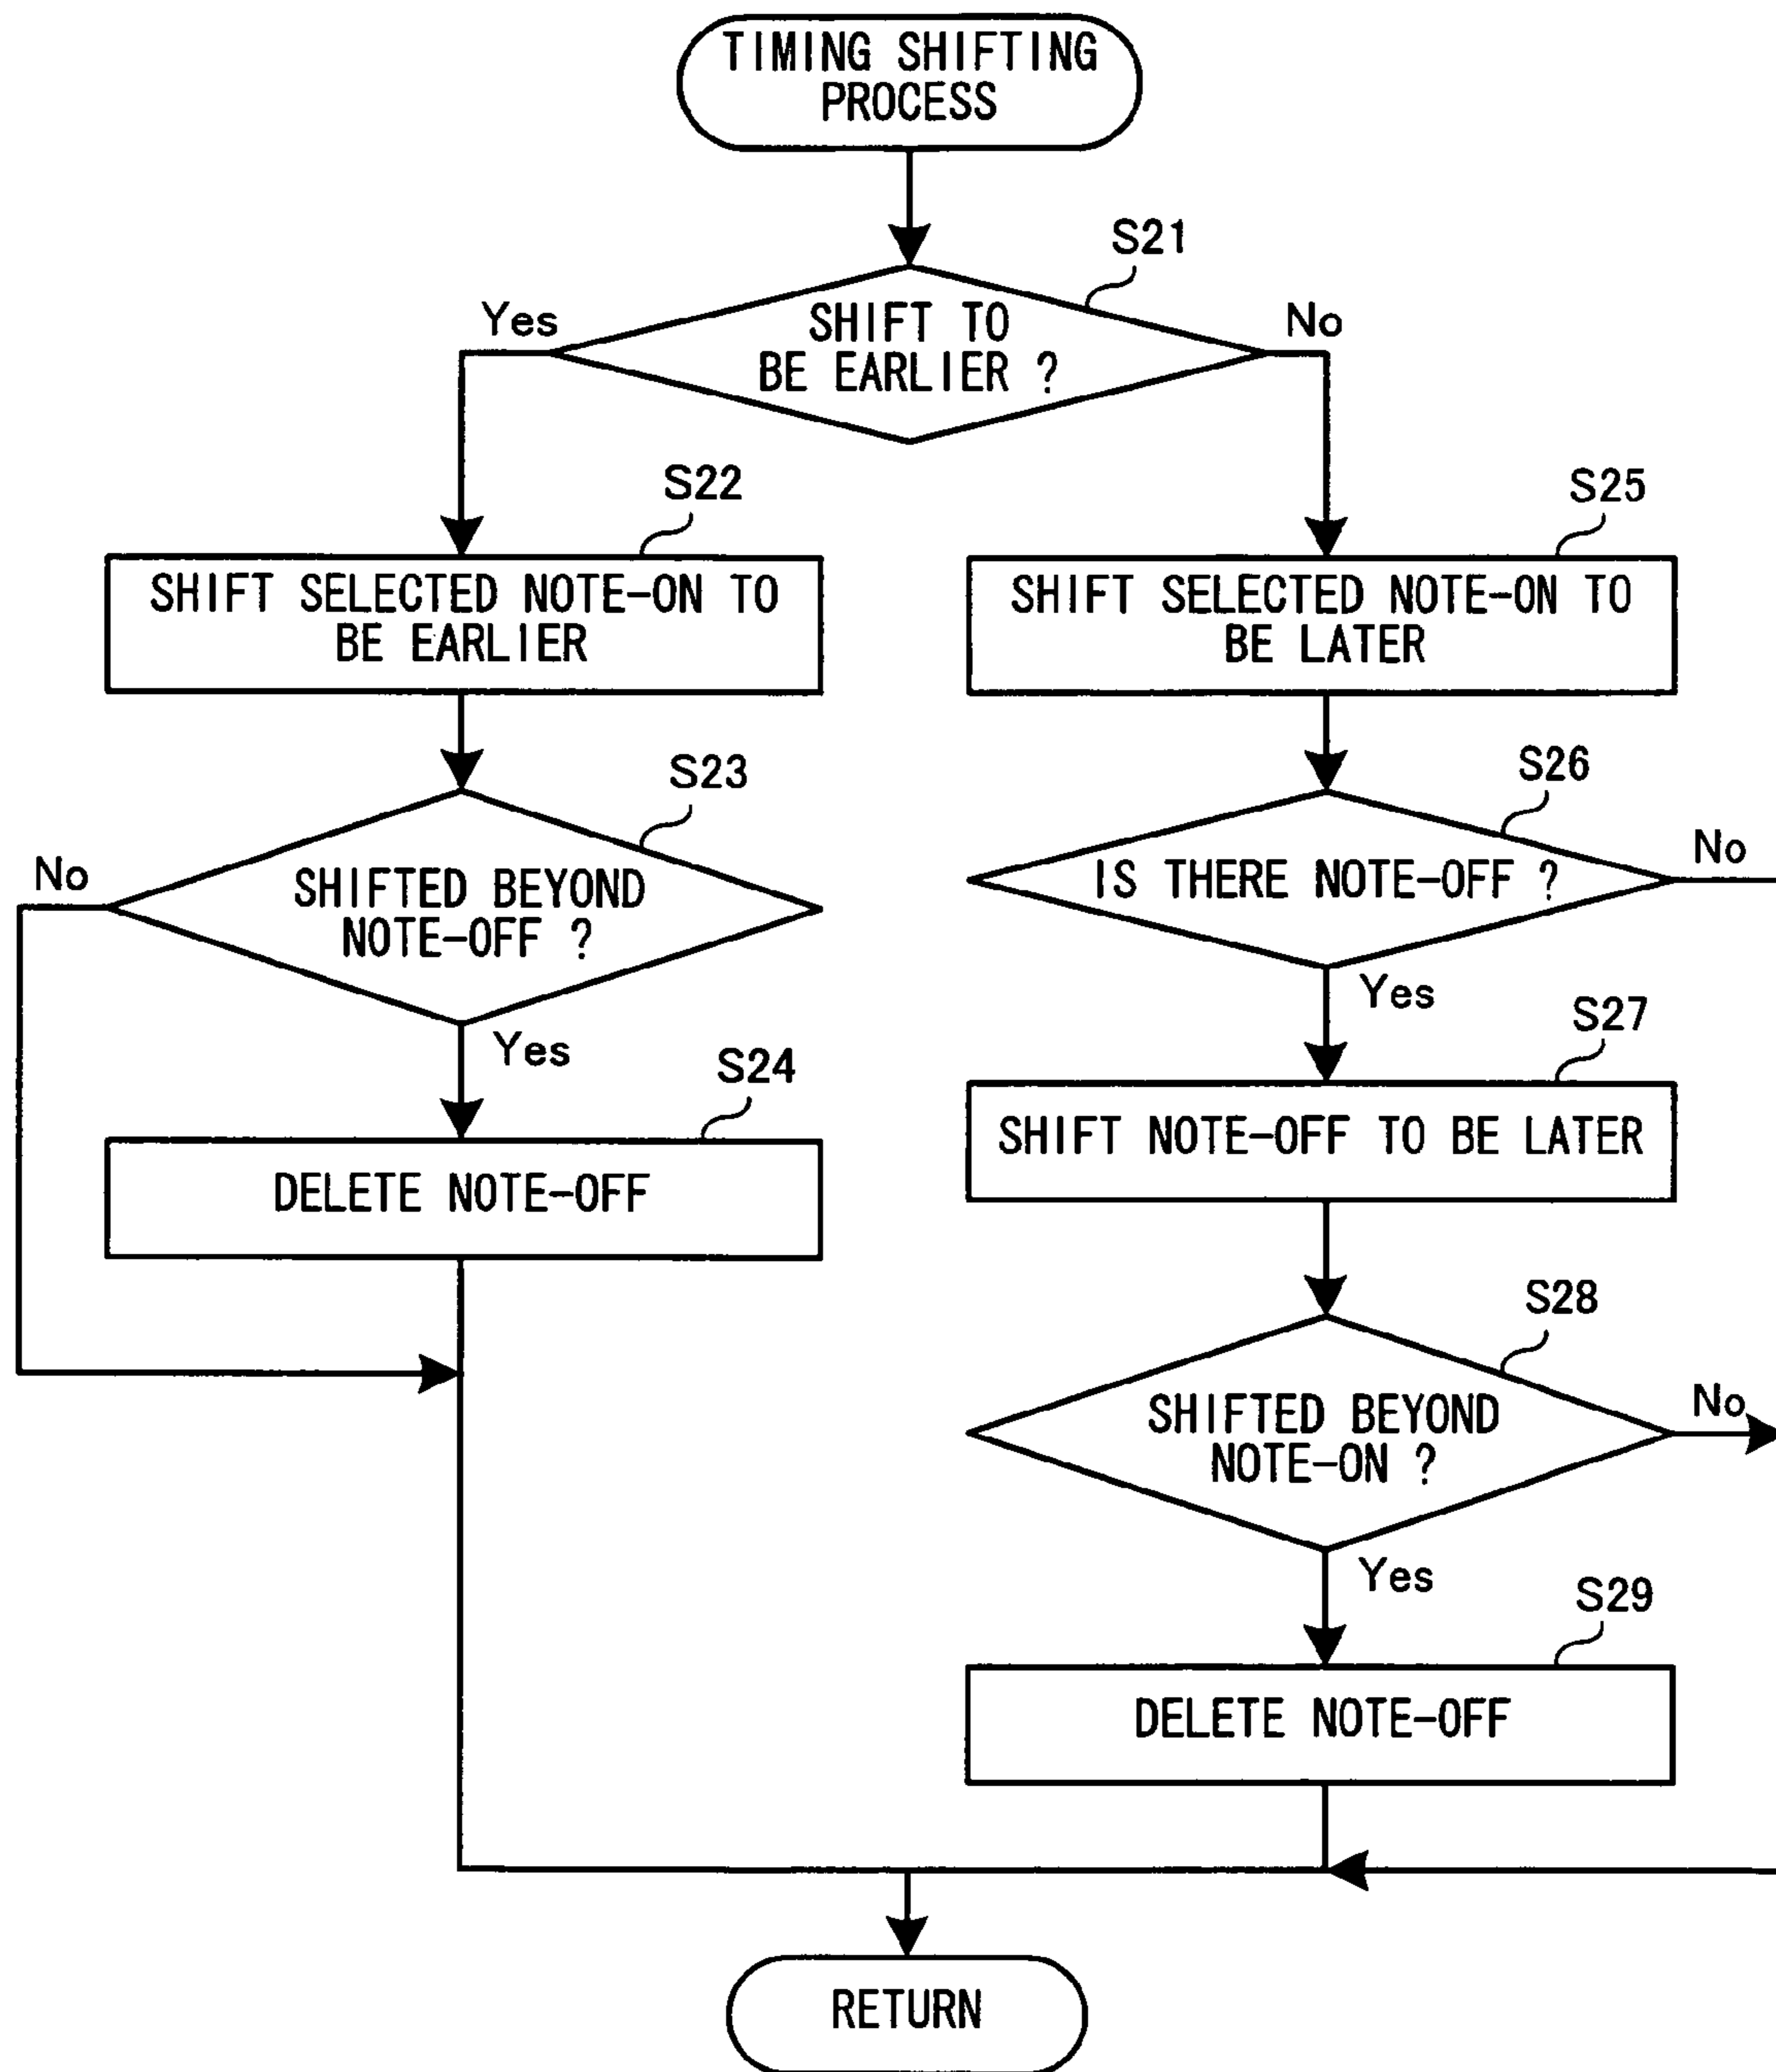 TIMING SHIFTING
PROCESS
S21
Yes
SHIFT TO
BE EARLIER ?
No
S22
SHIFT SELECTED NOTE-ON TO
BE EARLIER
S23
No
SHIFTED BEYOND
NOTE-OFF ?
Yes
S24
DELETE NOTE-OFF
S25
SHIFT SELECTED NOTE-ON TO
BE LATER
S26
IS THERE NOTE-OFF ?
No
Yes
S27
SHIFT NOTE-OFF TO BE LATER
S28
SHIFTED BEYOND
NOTE-ON ?
No
Yes
S29
DELETE NOTE-OFF
RETURN